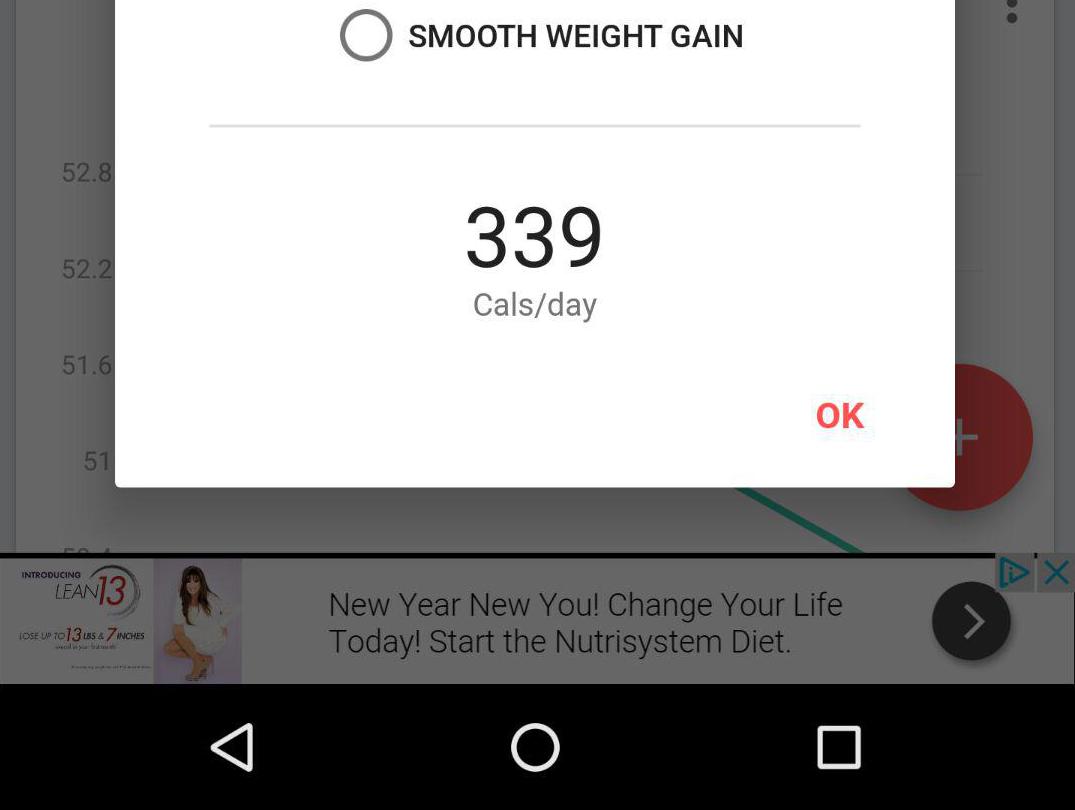 SMOOTH WEIGHT GAIN
52.8
339
52.2
Cals/day
51.6
OK
51
INTRODUCING
LEAN13
LOSE UP TO 13 LBS & 7 INCHES
New Year New You! Change Your Life
Today! Start the Nutrisystem Diet.